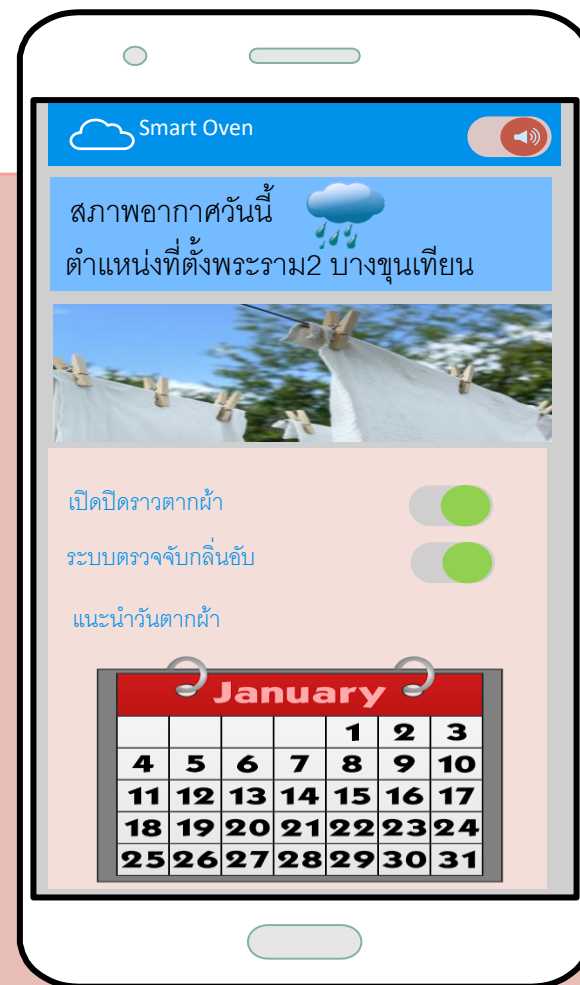 Smart Oven
สภาพอากาศวันนี้
ตำแหน่งที่ตั้งพระราม2 บางขุนเทียน
เปิดปิดราวตากผ้า
ระบบตรวจจับกลิ่นอับ
แนะนำวันตากผ้า
January
1 2 3
4 5 6 7 8 9 10
11 12 13 14 15 16 17
18 19 20 21 22 23 24
25 26 27 28 29 30 31